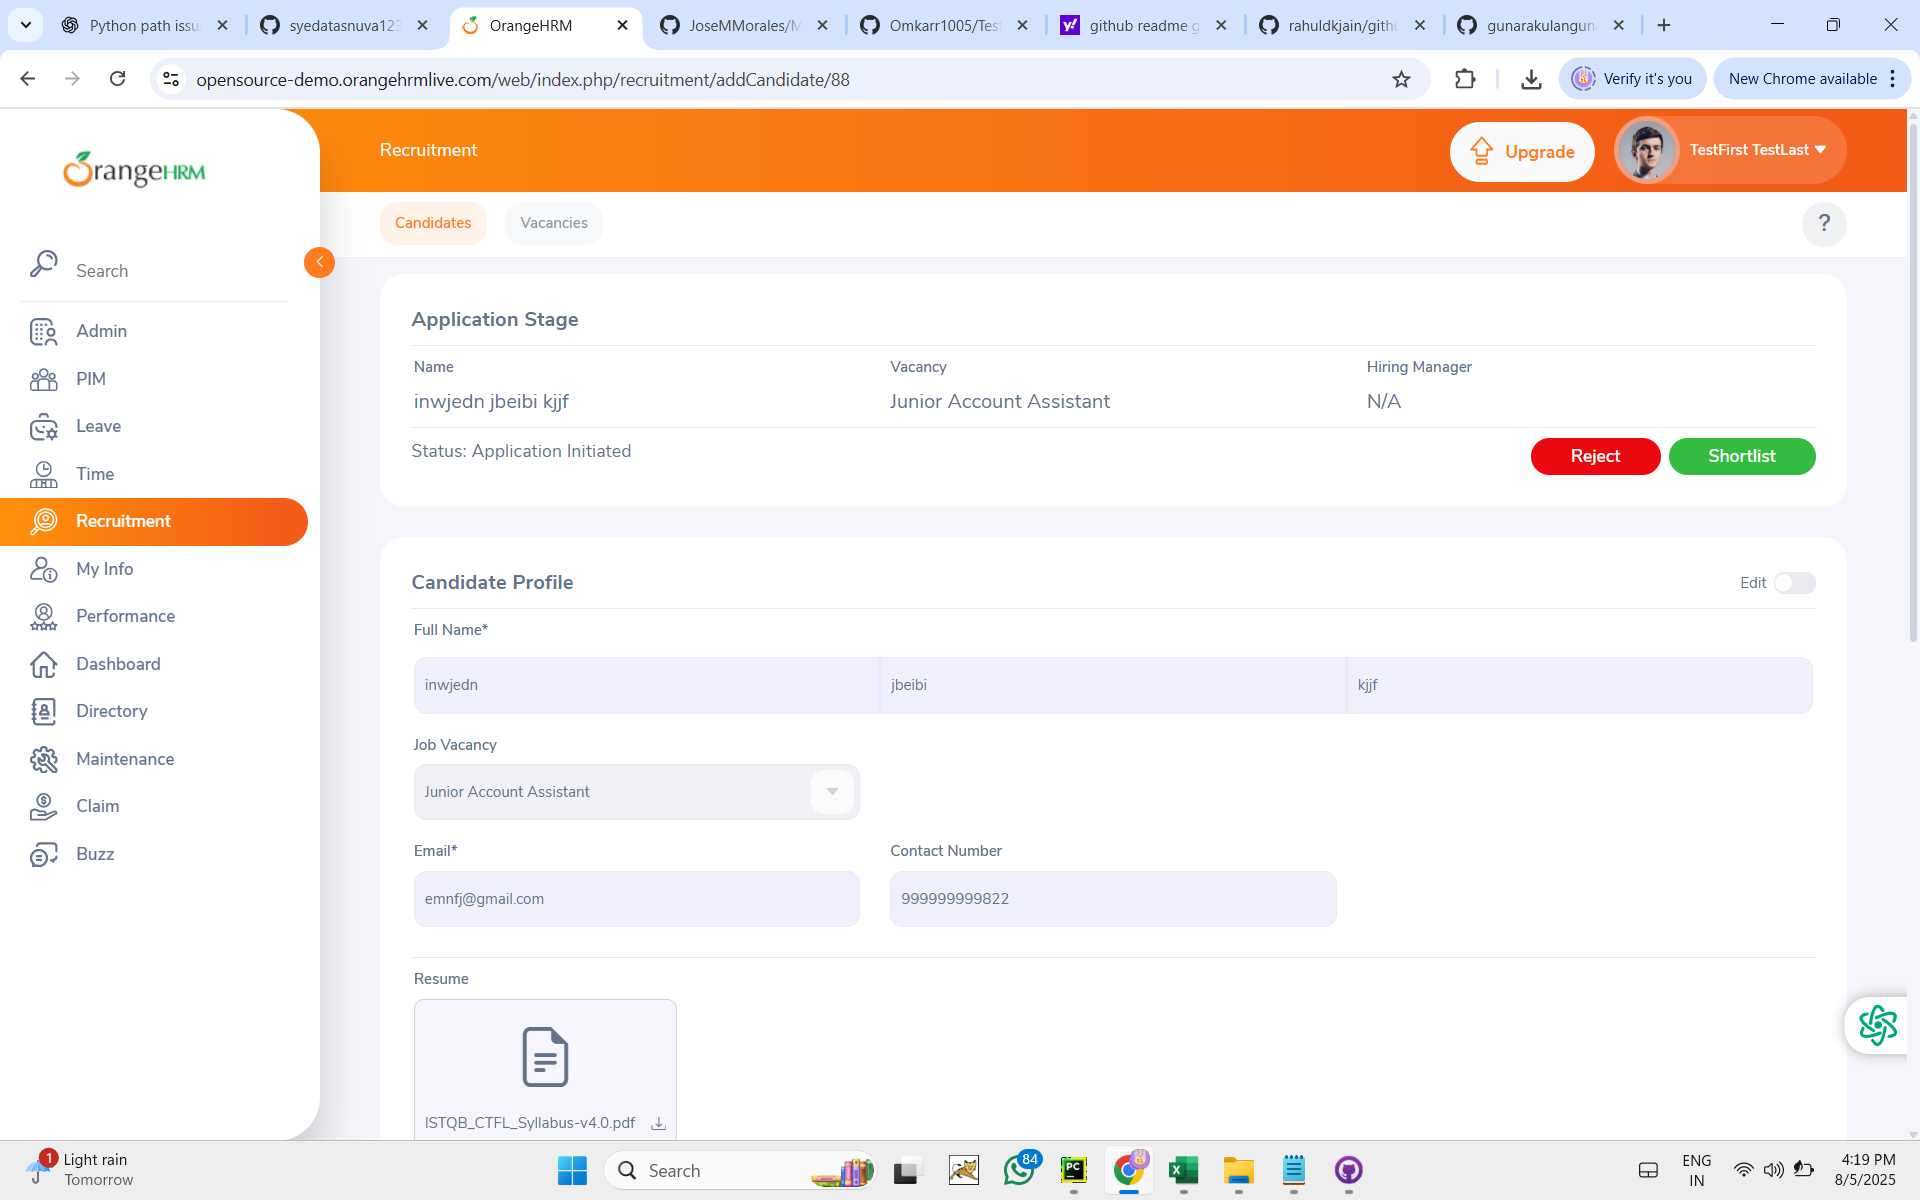 Python path issu
syedatasnuva123
OrangeHRM
JoseMMorales/M
Omkarr1005/Test
github readme g
rahuldkjain/githu
gunarakulangun
opensource-demo.orangehrmlive.com/web/index.php/recruitment/addCandidate/88
Verify it's you
New Chrome available
OrangeHRM
Recruitment
Upgrade
TestFirst TestLast
Candidates
Vacancies
?
Search
Admin
PIM
Leave
Time
Recruitment
My Info
Performance
Dashboard
Directory
Maintenance
Claim
Buzz
Application Stage
Name
Vacancy
Hiring Manager
inwjedn jbeibi kjjf
Junior Account Assistant
N/A
Status: Application Initiated
Reject
Shortlist
Candidate Profile
Edit
Full Name*
inwjedn
jbeibi
kjjf
Job Vacancy
Junior Account Assistant
Email*
Contact Number
emnfj@gmail.com
999999999822
Resume
ISTQB_CTFL_Syllabus-v4.0.pdf
1
Light rain
Tomorrow
Search
84
PC
ENG
IN
4:19 PM
8/5/2025